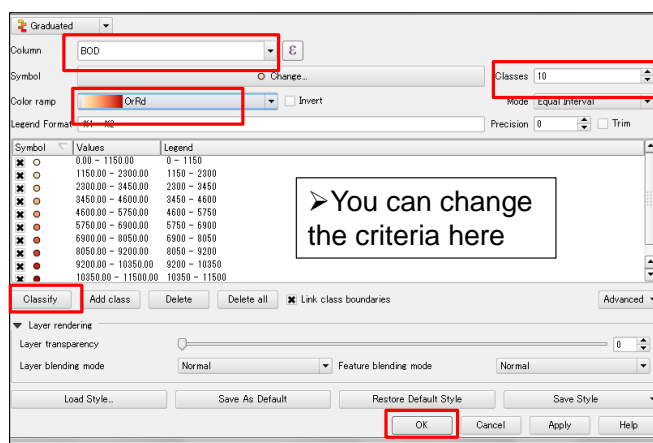 Graduated
Column BOD ε
Symbol Change... Classes 10
Color ramp OrRd Invert Mode Equal Interval
Legend Format %1 - %2 Precision 0 Trim
Symbol Values Legend
0.00 - 1150.00 0 - 1150
1150.00 - 2300.00 1150 - 2300
2300.00 - 3450.00 2300 - 3450
3450.00 - 4600.00 3450 - 4600
4600.00 - 5750.00 4600 - 5750
5750.00 - 6900.00 5750 - 6900
6900.00 - 8050.00 6900 - 8050
8050.00 - 9200.00 8050 - 9200
9200.00 - 10350.00 9200 - 10350
10350.00 - 11500.00 10350 - 11500
➢You can change
the criteria here
Classify Add class Delete Delete all Link class boundaries Advanced
Layer rendering
Layer transparency 0
Layer blending mode Normal Feature blending mode Normal
Load Style... Save As Default Restore Default Style Save Style
OK Cancel Apply Help